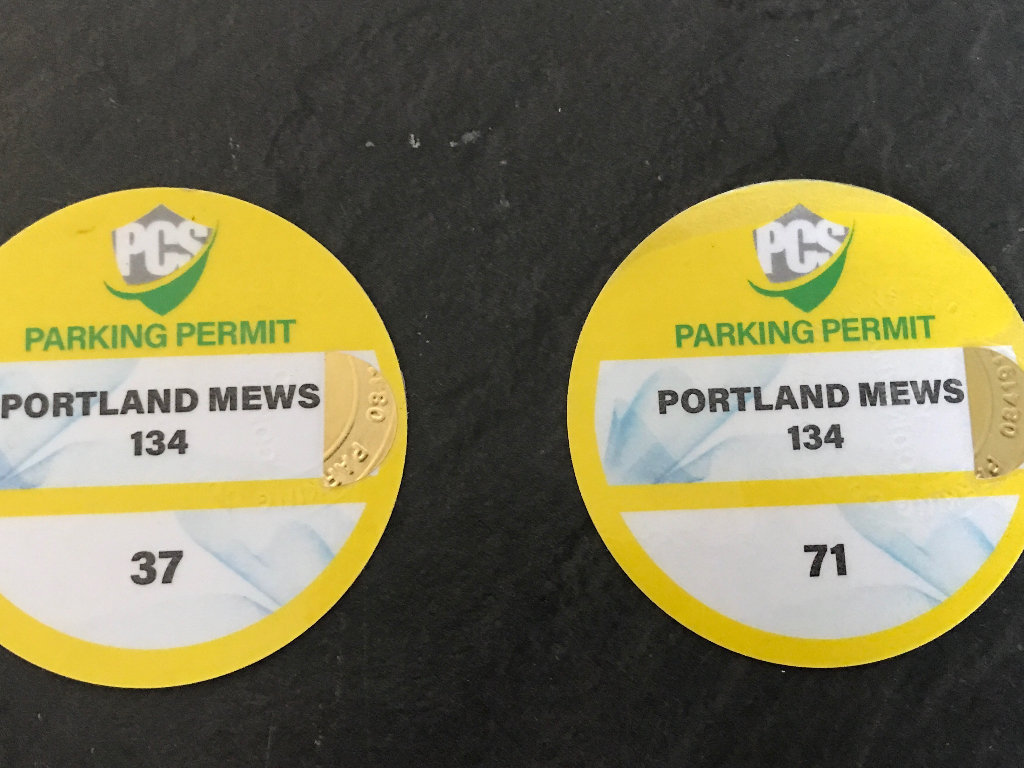 PCS
PARKING PERMIT
PORTLAND MEWS
134
37
PCS
PARKING PERMIT
PORTLAND MEWS
134
71